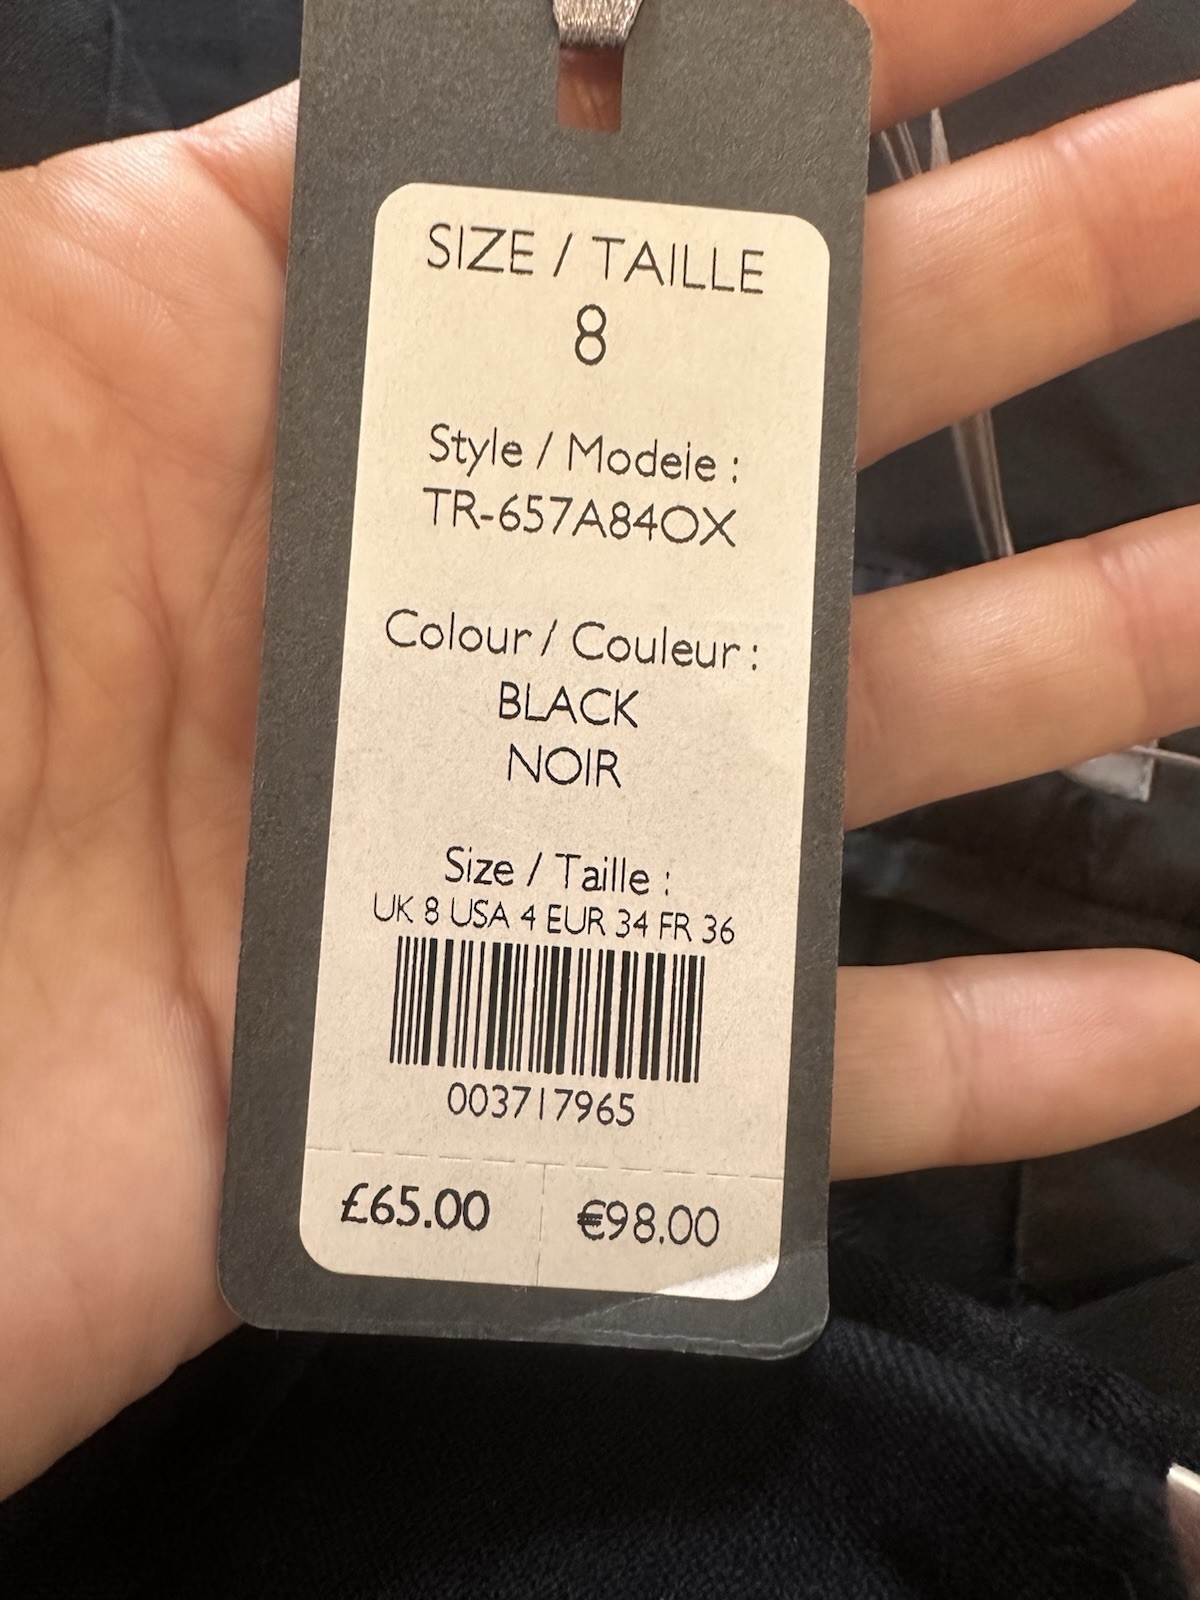 SIZE / TAILLE
8
Style / Modeie :
TR-657A84OX
Colour / Couleur :
BLACK
NOIR
Size / Taille :
UK 8 USA 4 EUR 34 FR 36
003717965
£65.00 €98.00